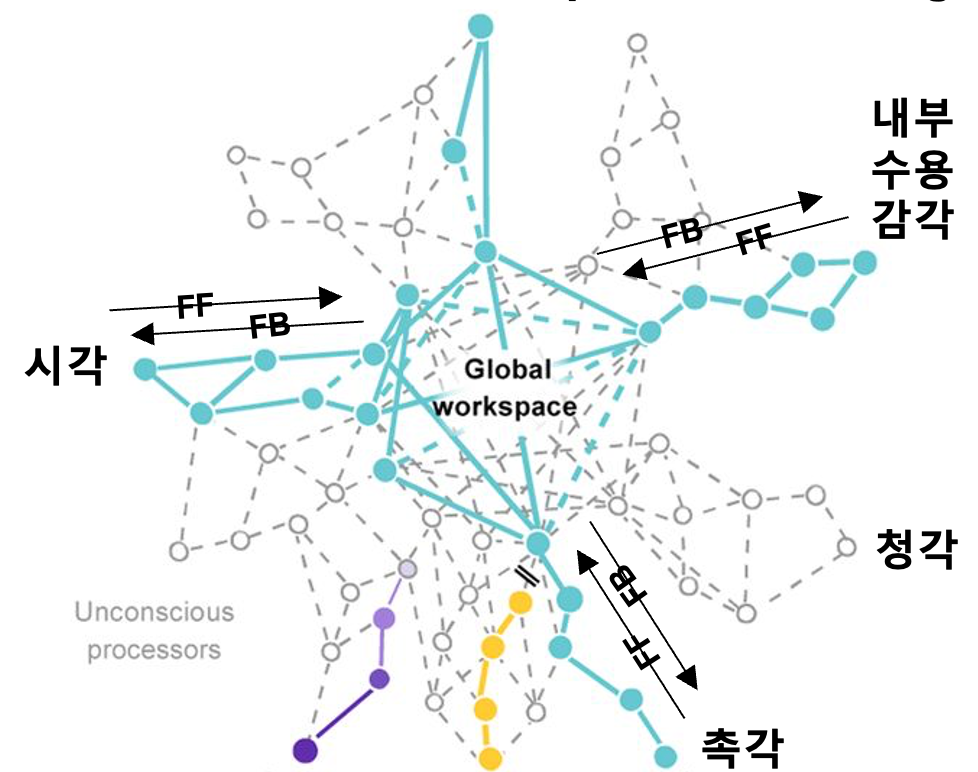 내부
수용
감각
FB
FF
FF
FB
시각
Global
workspace
청각
FB
FF
Unconscious
processors
촉각